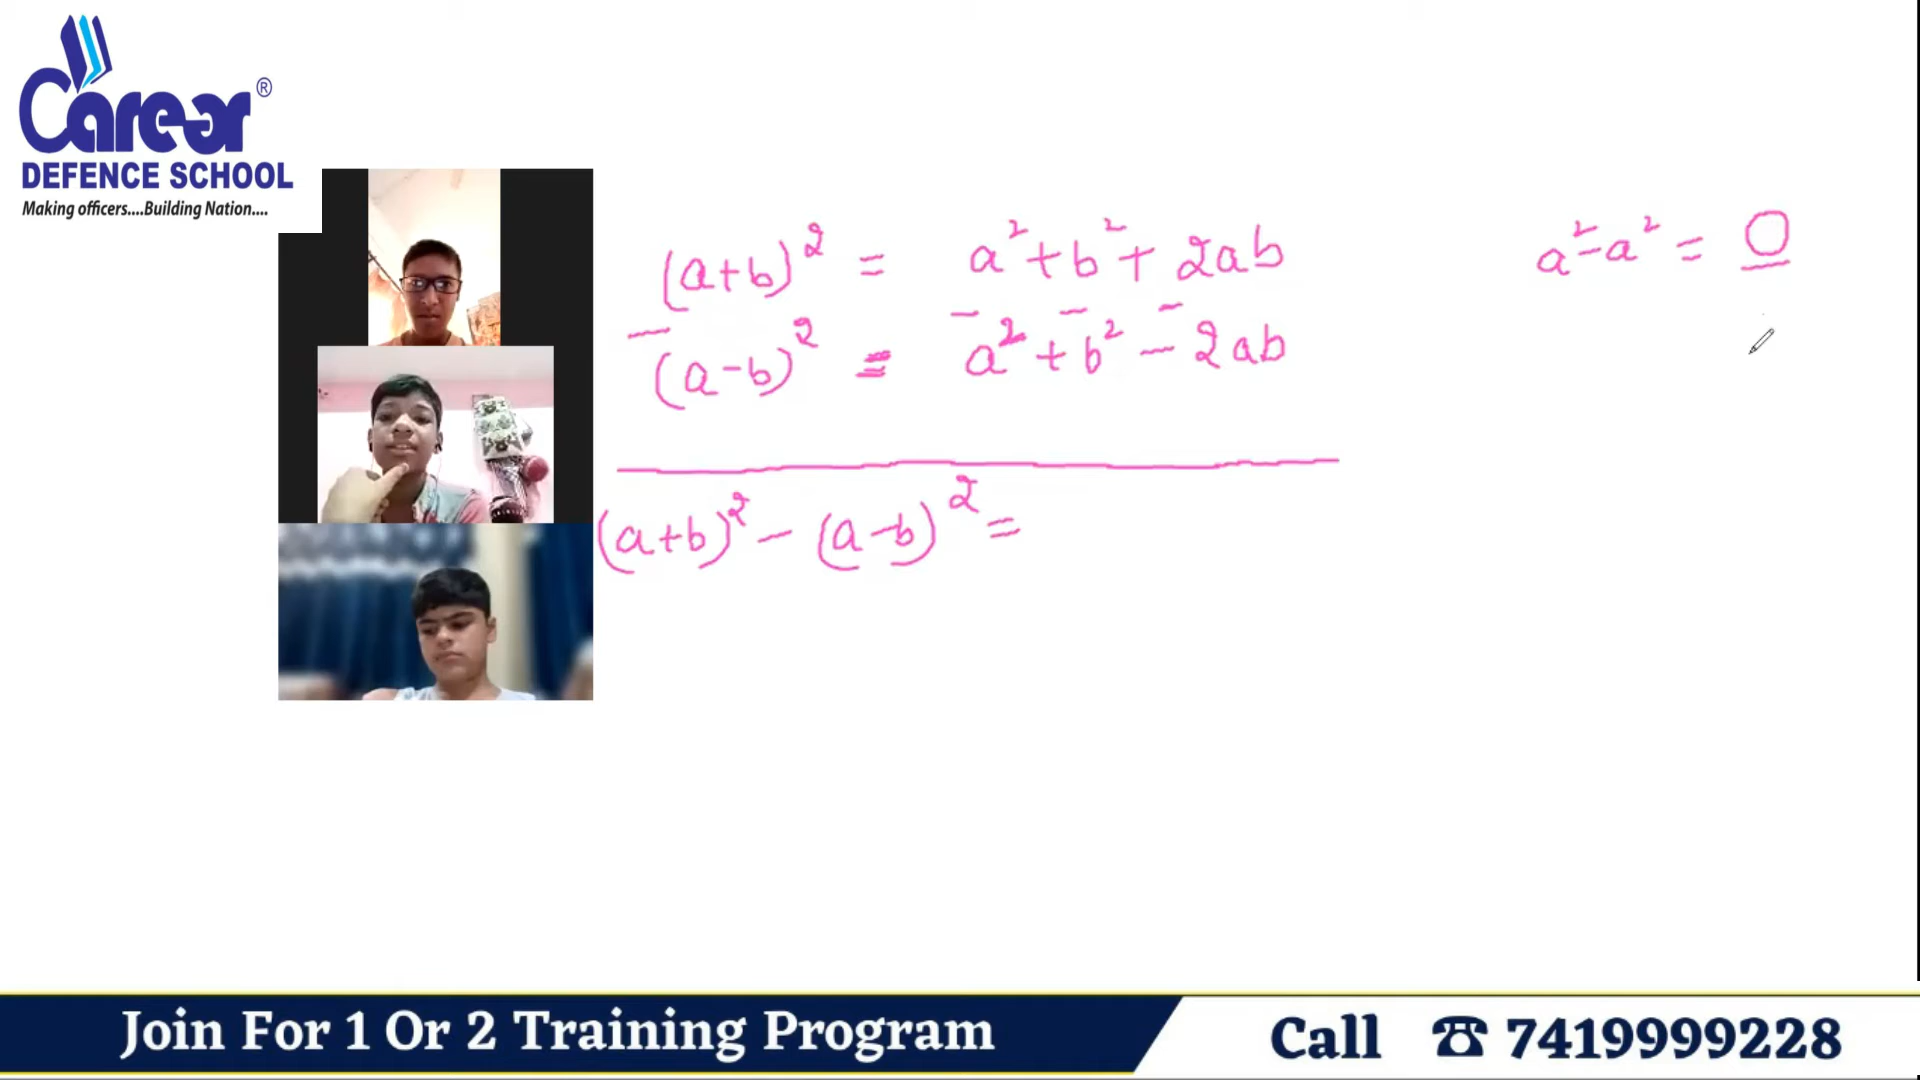 Carear®
DEFENCE SCHOOL
Making officers....Building Nation....
(a+b)² = a²+b²+2ab
a²-a² = 0
- - - -
(a-b)² = a²+b²-2ab
(a+b)² - (a-b)² =
Join For 1 Or 2 Training Program
Call ☎ 7419999228